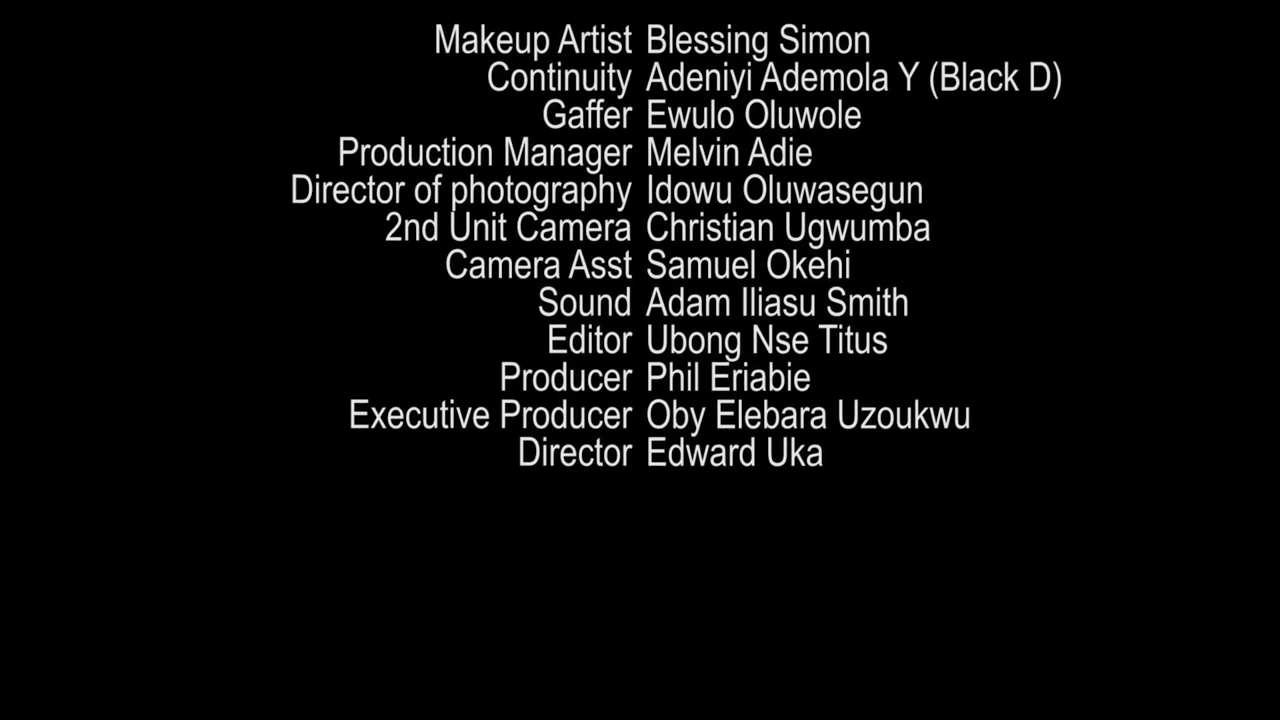 Makeup Artist Blessing Simon
Continuity Adeniyi Ademola Y (Black D)
Gaffer Ewulo Oluwole
Production Manager Melvin Adie
Director of photography Idowu Oluwasegun
2nd Unit Camera Christian Ugwumba
Camera Asst Samuel Okehi
Sound Adam Iliasu Smith
Editor Ubong Nse Titus
Producer Phil Eriabie
Executive Producer Oby Elebara Uzoukwu
Director Edward Uka